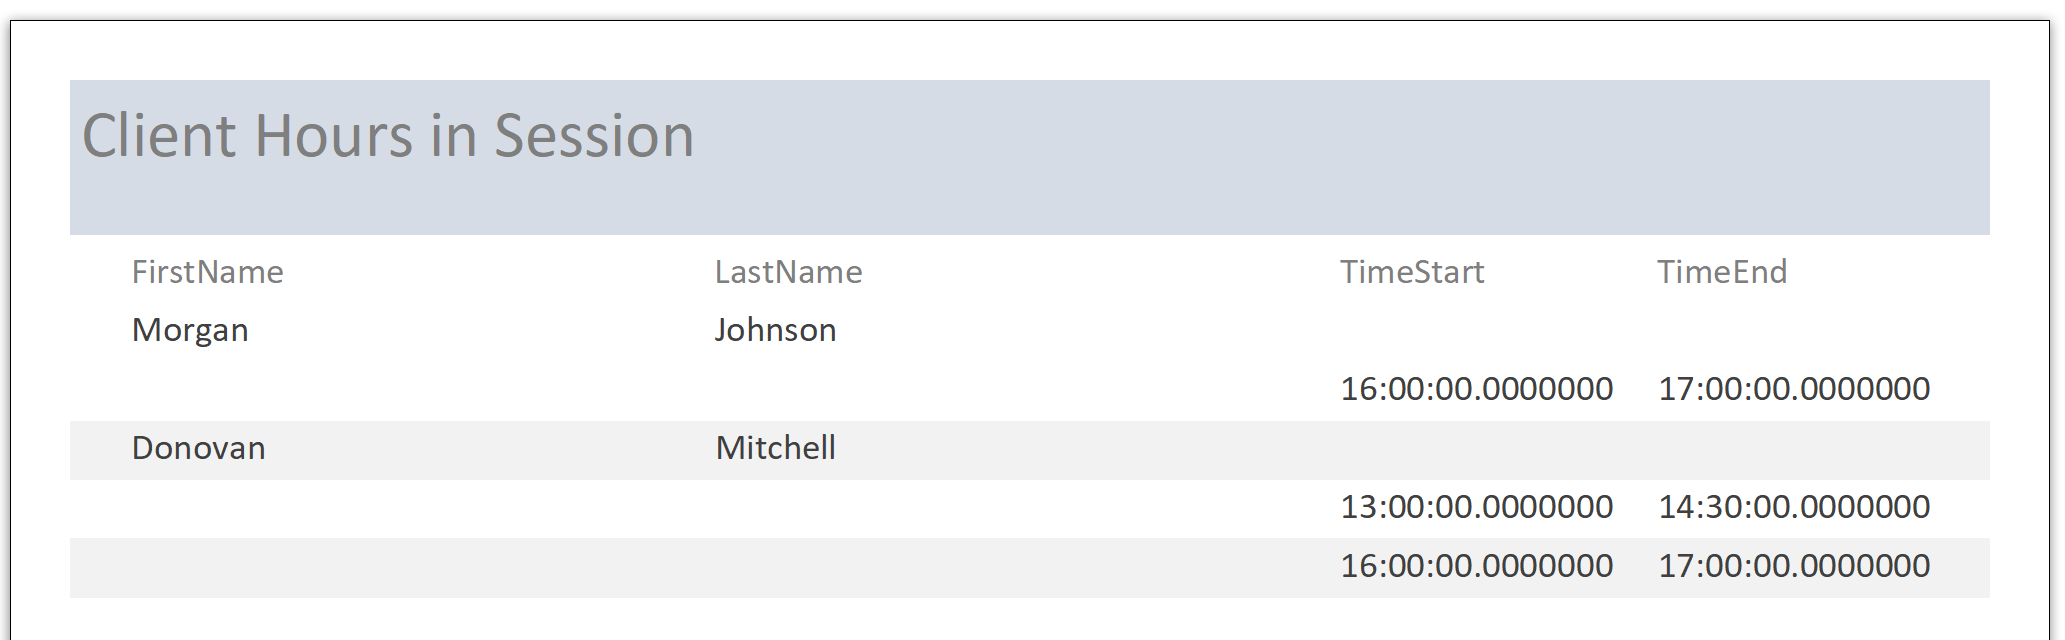 Client Hours in Session
FirstName LastName TimeStart TimeEnd
Morgan Johnson
16:00:00.0000000 17:00:00.0000000
Donovan Mitchell
13:00:00.0000000 14:30:00.0000000
16:00:00.0000000 17:00:00.0000000